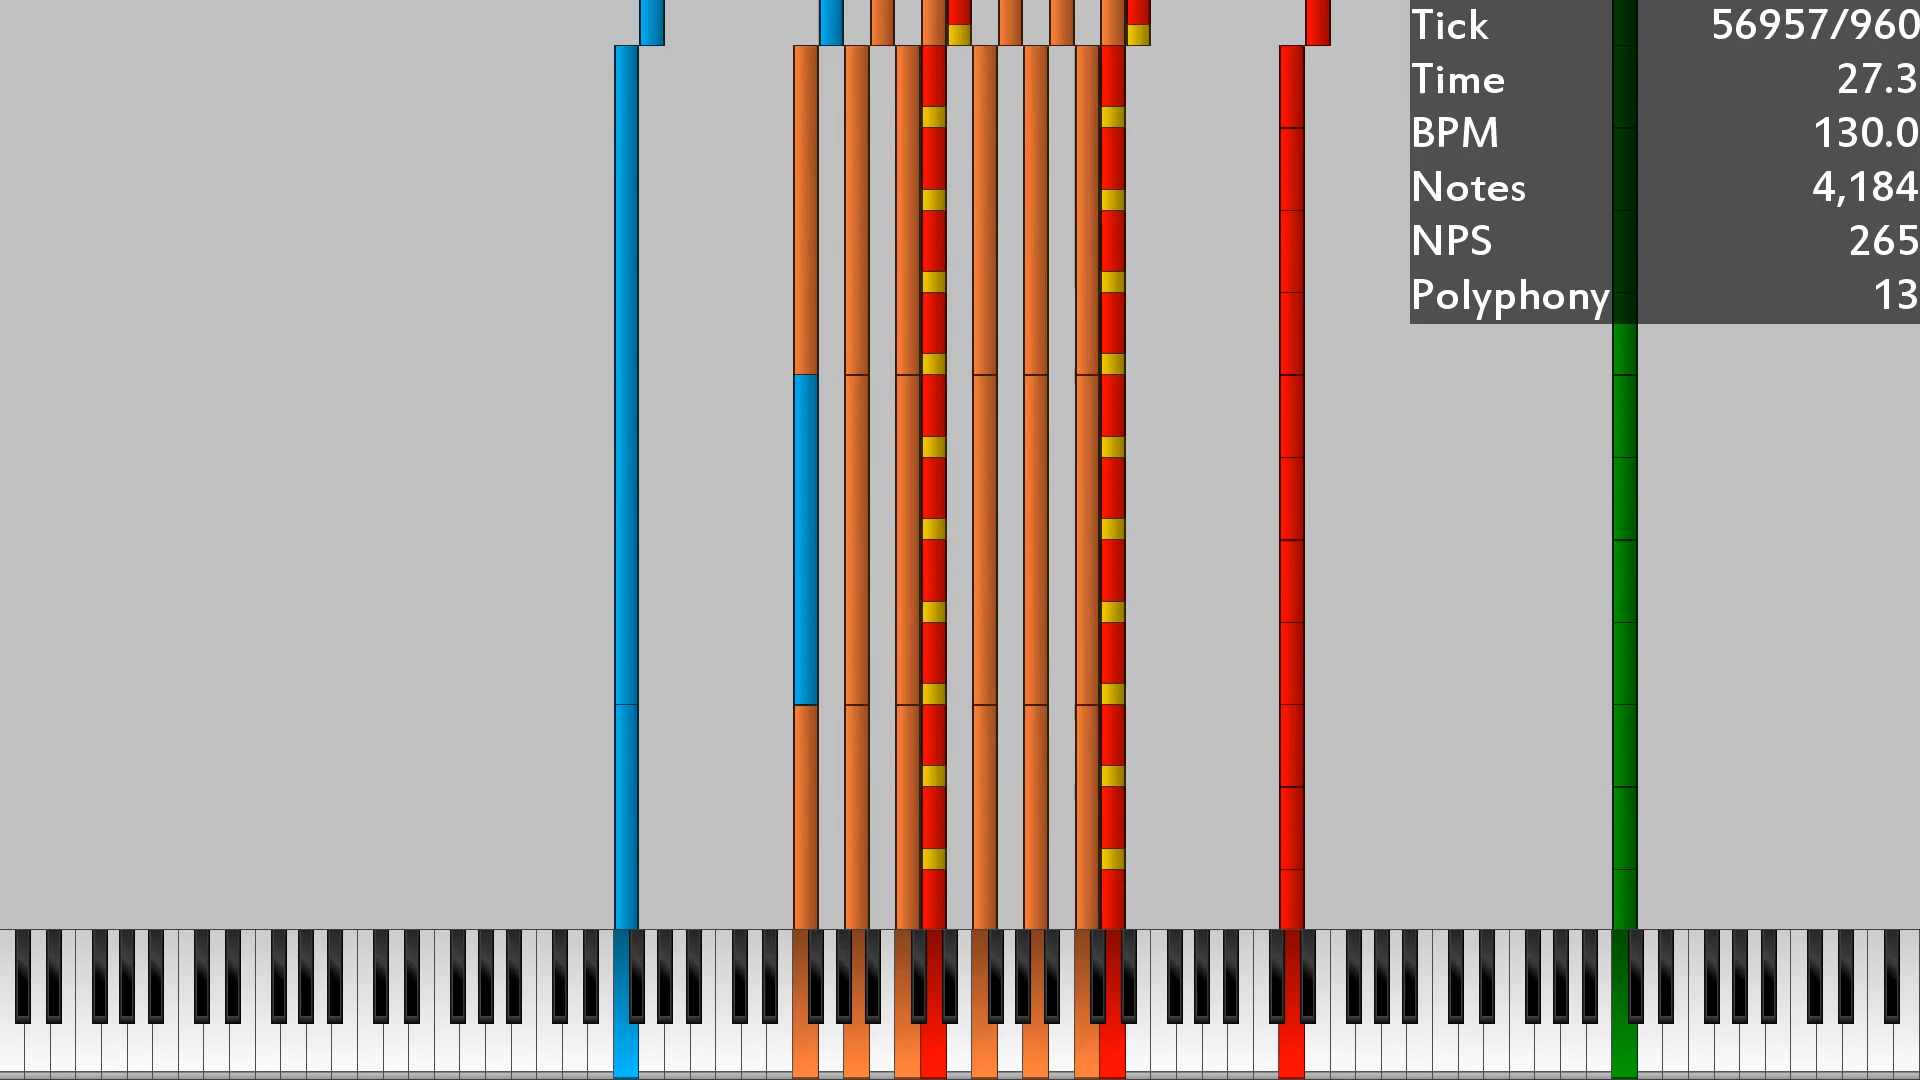 Tick 56957/960
Time 27.3
BPM 130.0
Notes 4,184
NPS 265
Polyphony 13